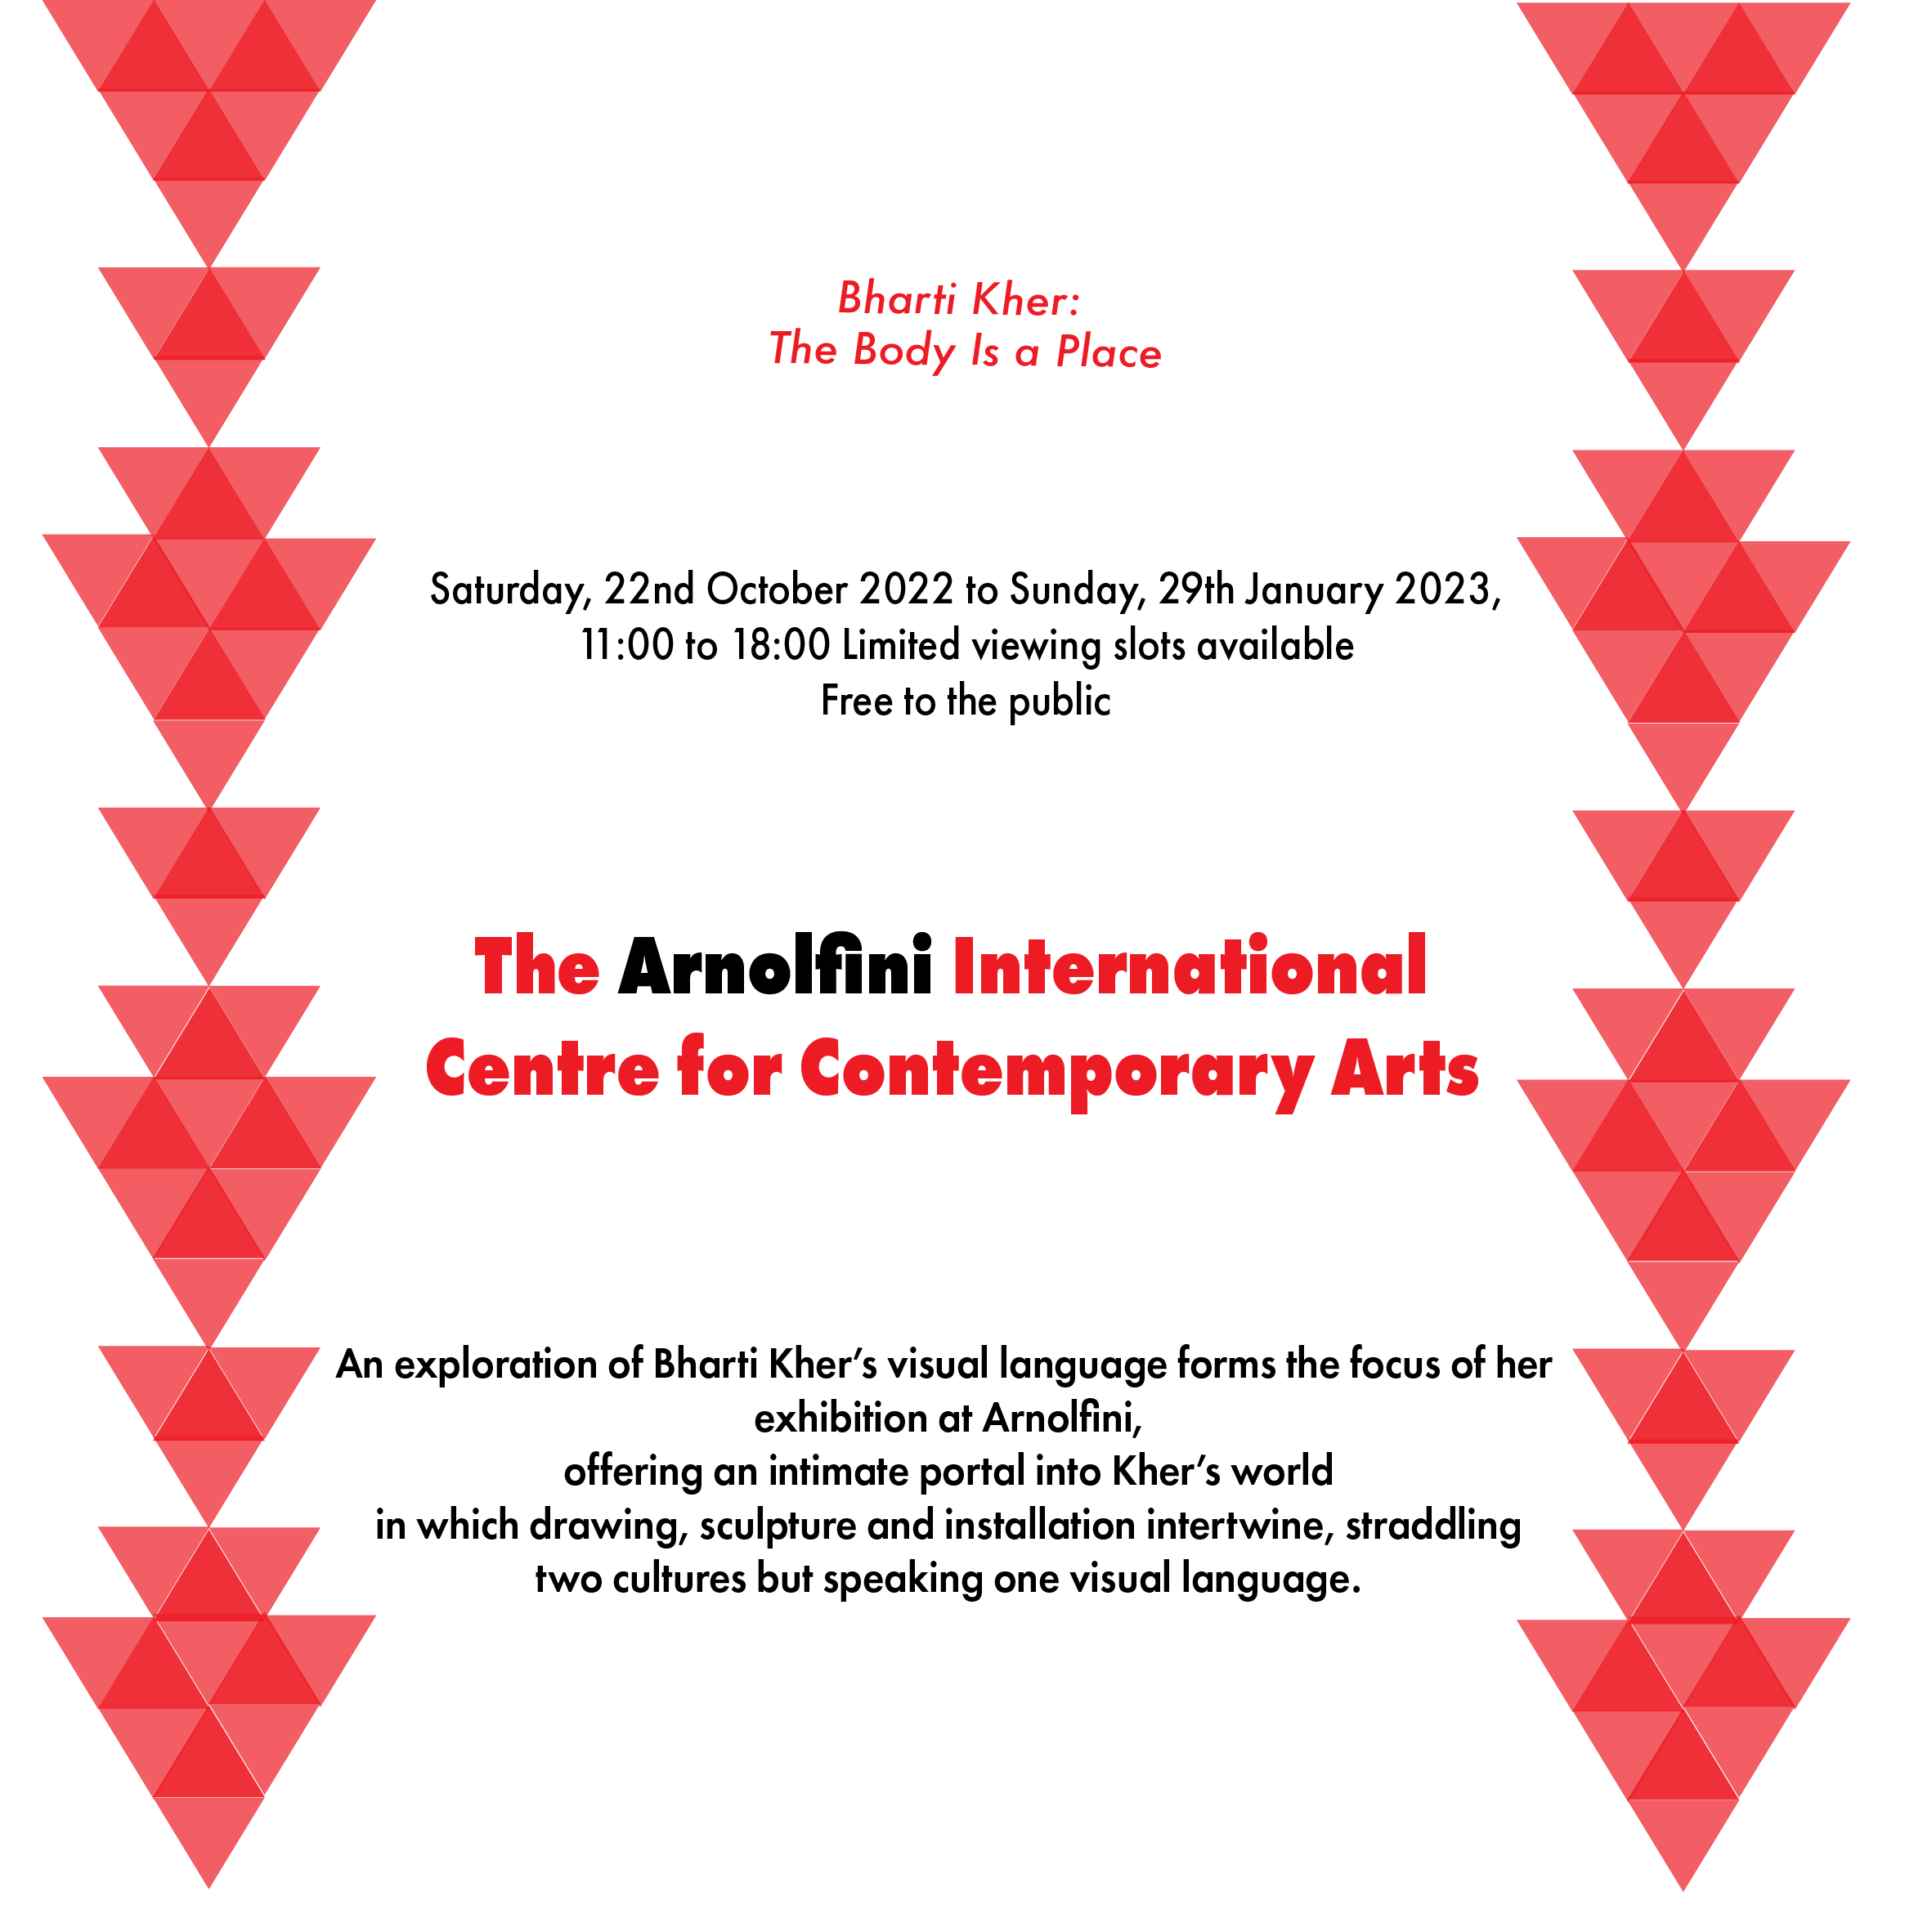 Bharti Kher:
The Body Is a Place
Saturday, 22nd October 2022 to Sunday, 29th January 2023,
11:00 to 18:00 Limited viewing slots available
Free to the public
The Arnolfini International
Centre for Contemporary Arts
An exploration of Bharti Kher’s visual language forms the focus of her
exhibition at Arnolfini,
offering an intimate portal into Kher’s world
in which drawing, sculpture and installation intertwine, straddling
two cultures but speaking one visual language.